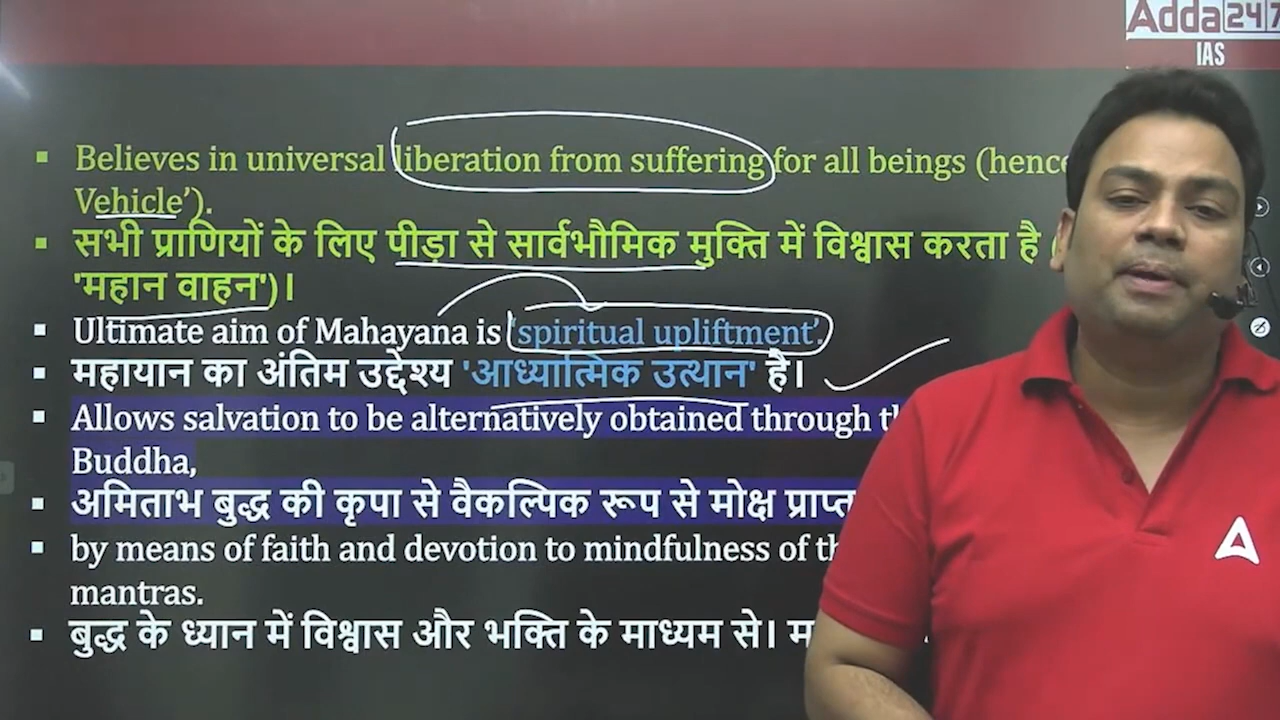 Adda247
IAS
Believes in universal liberation from suffering for all beings (hence
Vehicle’).
सभी प्राणियों के लिए पीड़ा से सार्वभौमिक मुक्ति में विश्वास करता है (
'महान वाहन')।
Ultimate aim of Mahayana is ‘spiritual upliftment’.
महायान का अंतिम उद्देश्य 'आध्यात्मिक उत्थान' है।
Allows salvation to be alternatively obtained through
Buddha,
अमिताभ बुद्ध की कृपा से वैकल्पिक रूप से मोक्ष प्राप्त
by means of faith and devotion to mindfulness of
mantras.
बुद्ध के ध्यान में विश्वास और भक्ति के माध्यम से।